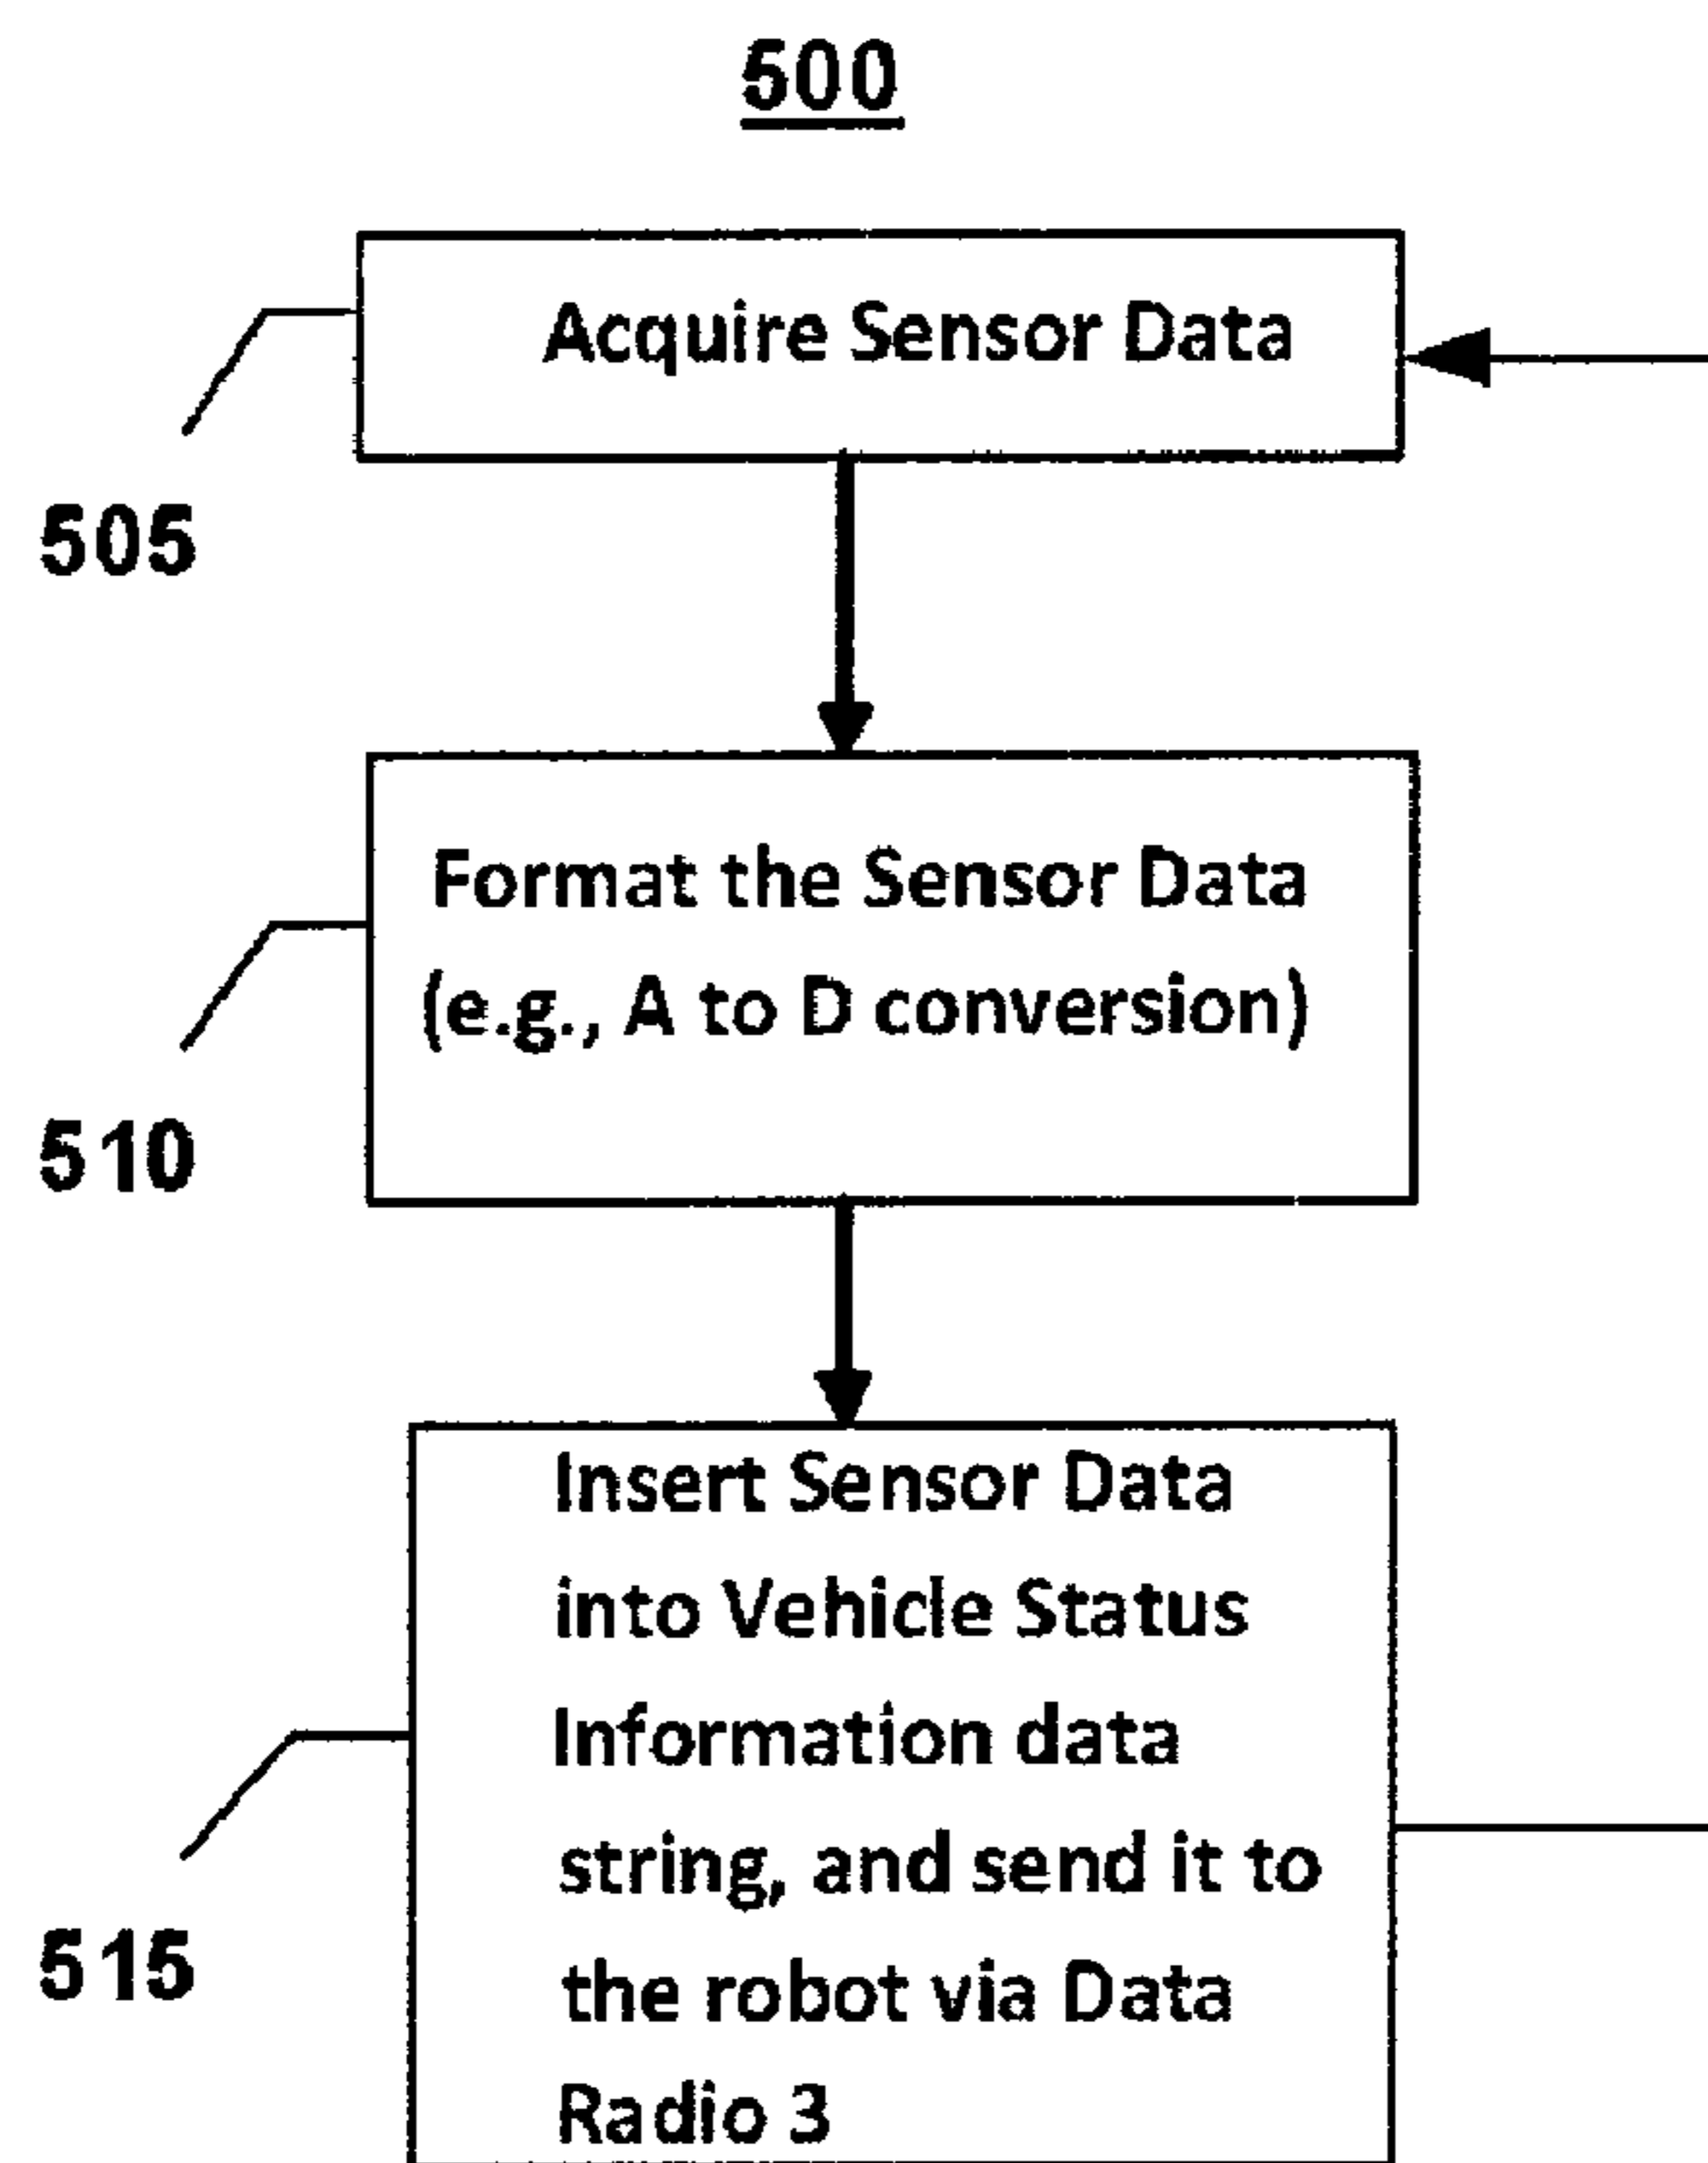 500
Acquire Sensor Data
505
Format the Sensor Data
(e.g., A to D conversion)
510
Insert Sensor Data
into Vehicle Status
Information data
string, and send it to
the robot via Data
Radio 3
515